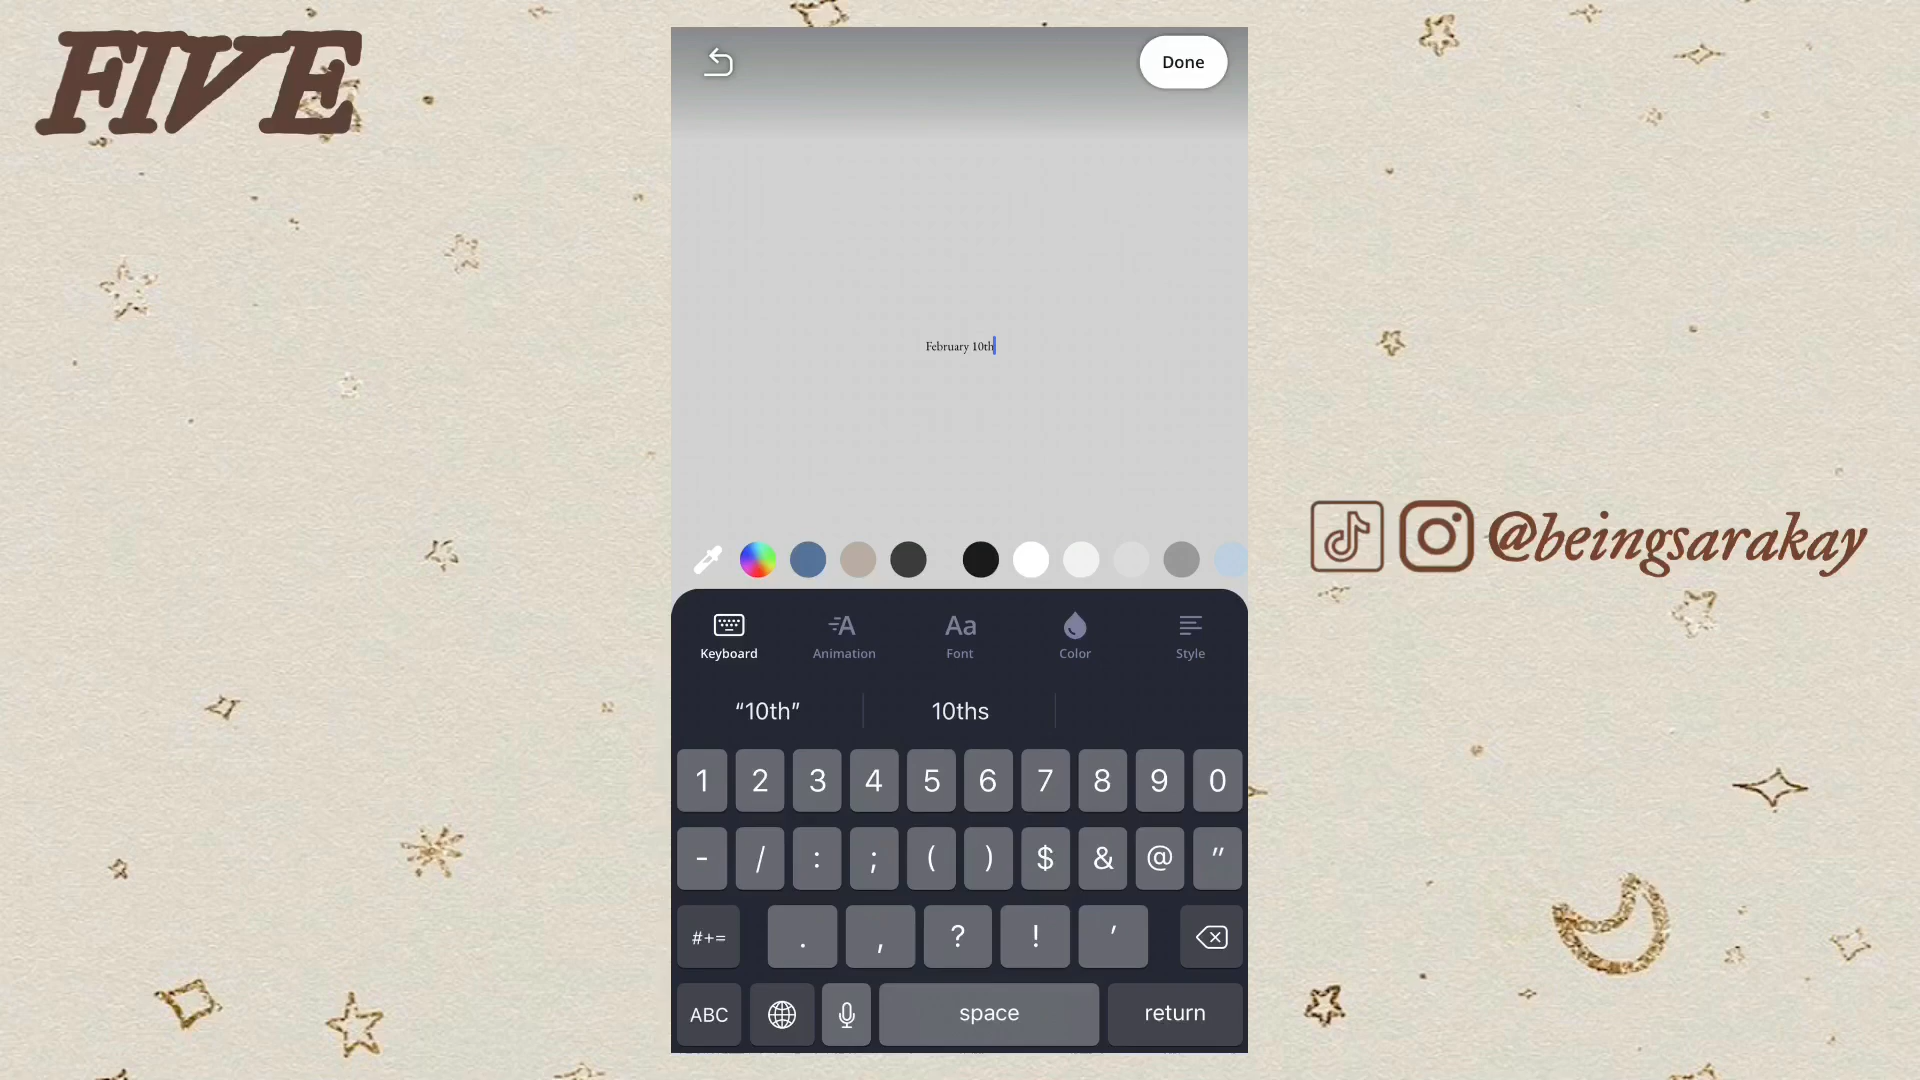 FIVE
Done
February 10th
@beingsarakay
Keyboard
A
Animation
Aa
Font
Color
Style
“10th”
10ths
1 2 3 4 5 6 7 8 9 0
- / : ; ( ) $ & @ "
#+= . , ? ! '
ABC space return